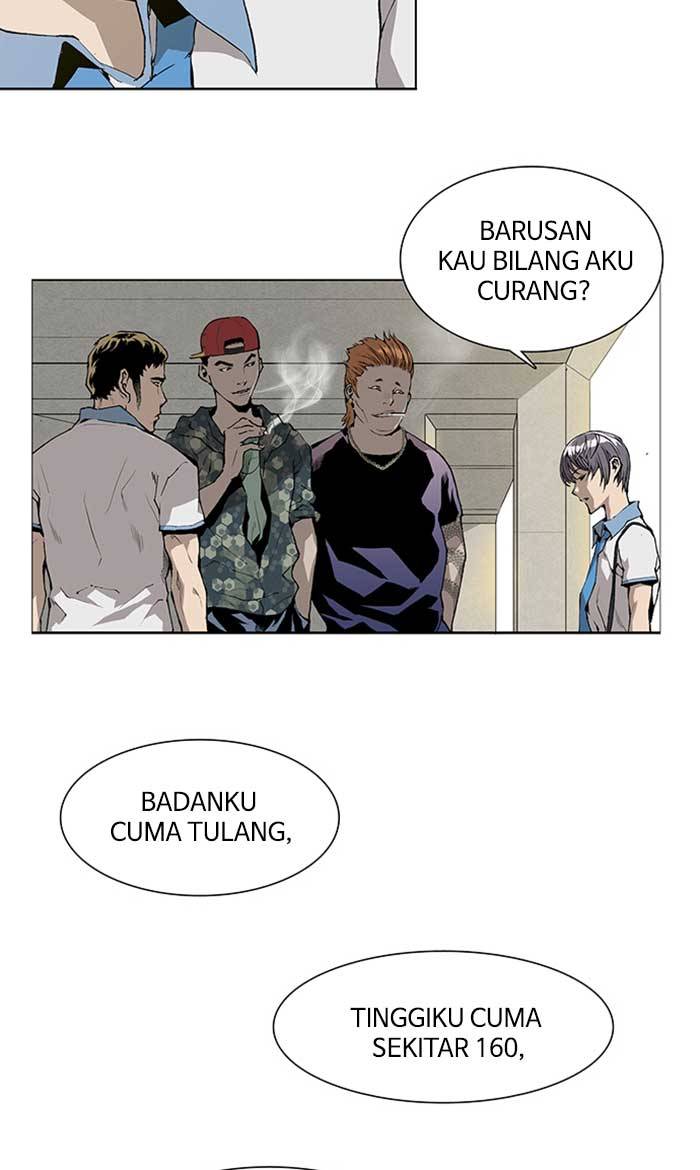 BARUSAN
KAU BILANG AKU
CURANG?
BADANKU
CUMA TULANG,
TINGGIKU CUMA
SEKITAR 160,